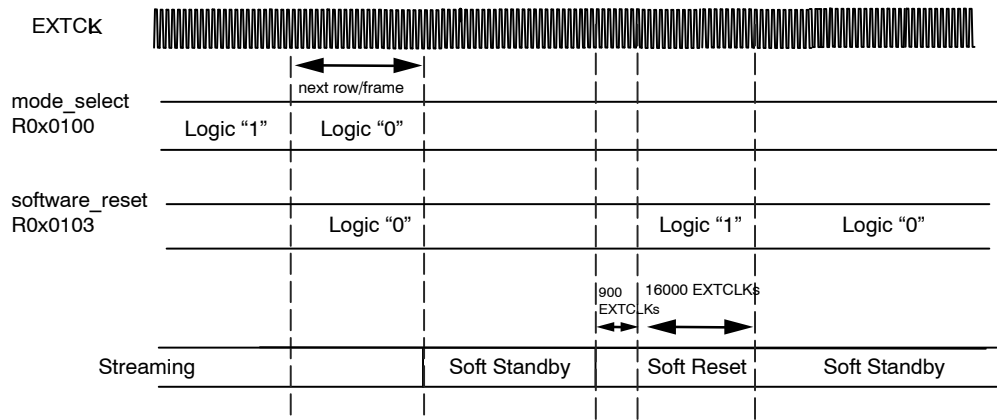 EXTCK
next row/frame
mode_select
R0x0100
Logic “1”
Logic “0”
software_reset
R0x0103
Logic “0”
Logic “1”
Logic “0”
900
EXTCLKs
16000 EXTCLKs
Streaming
Soft Standby
Soft Reset
Soft Standby